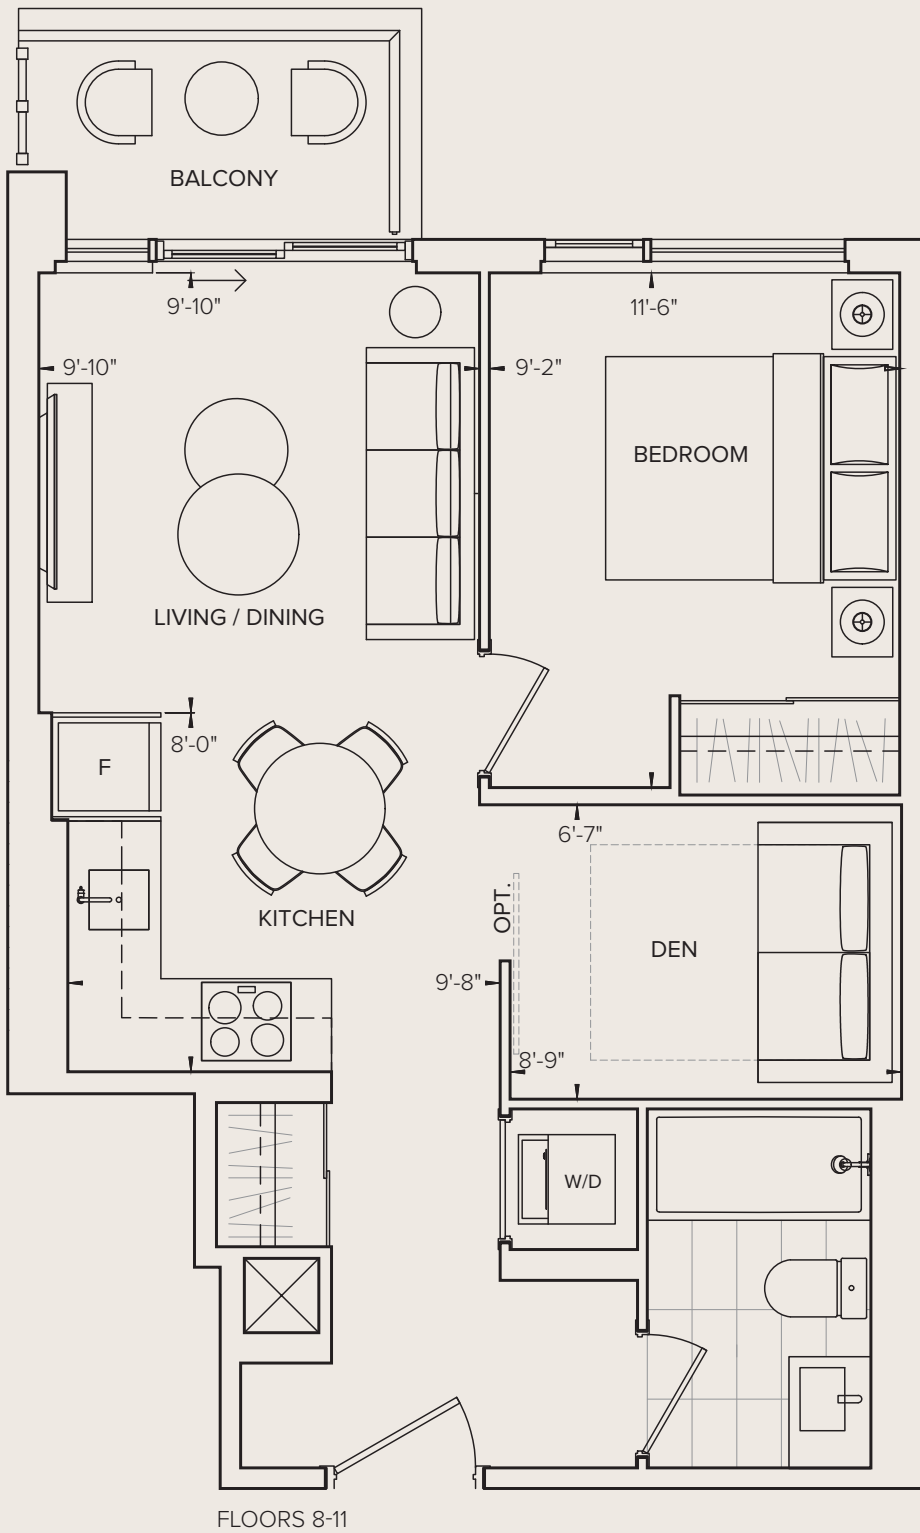 BALCONY
9'-10"
11'-6"
9'-10"
9'-2"
BEDROOM
LIVING / DINING
8'-0"
F
6'-7"
OPT.
KITCHEN
DEN
9'-8"
8'-9"
W/D
FLOORS 8-11